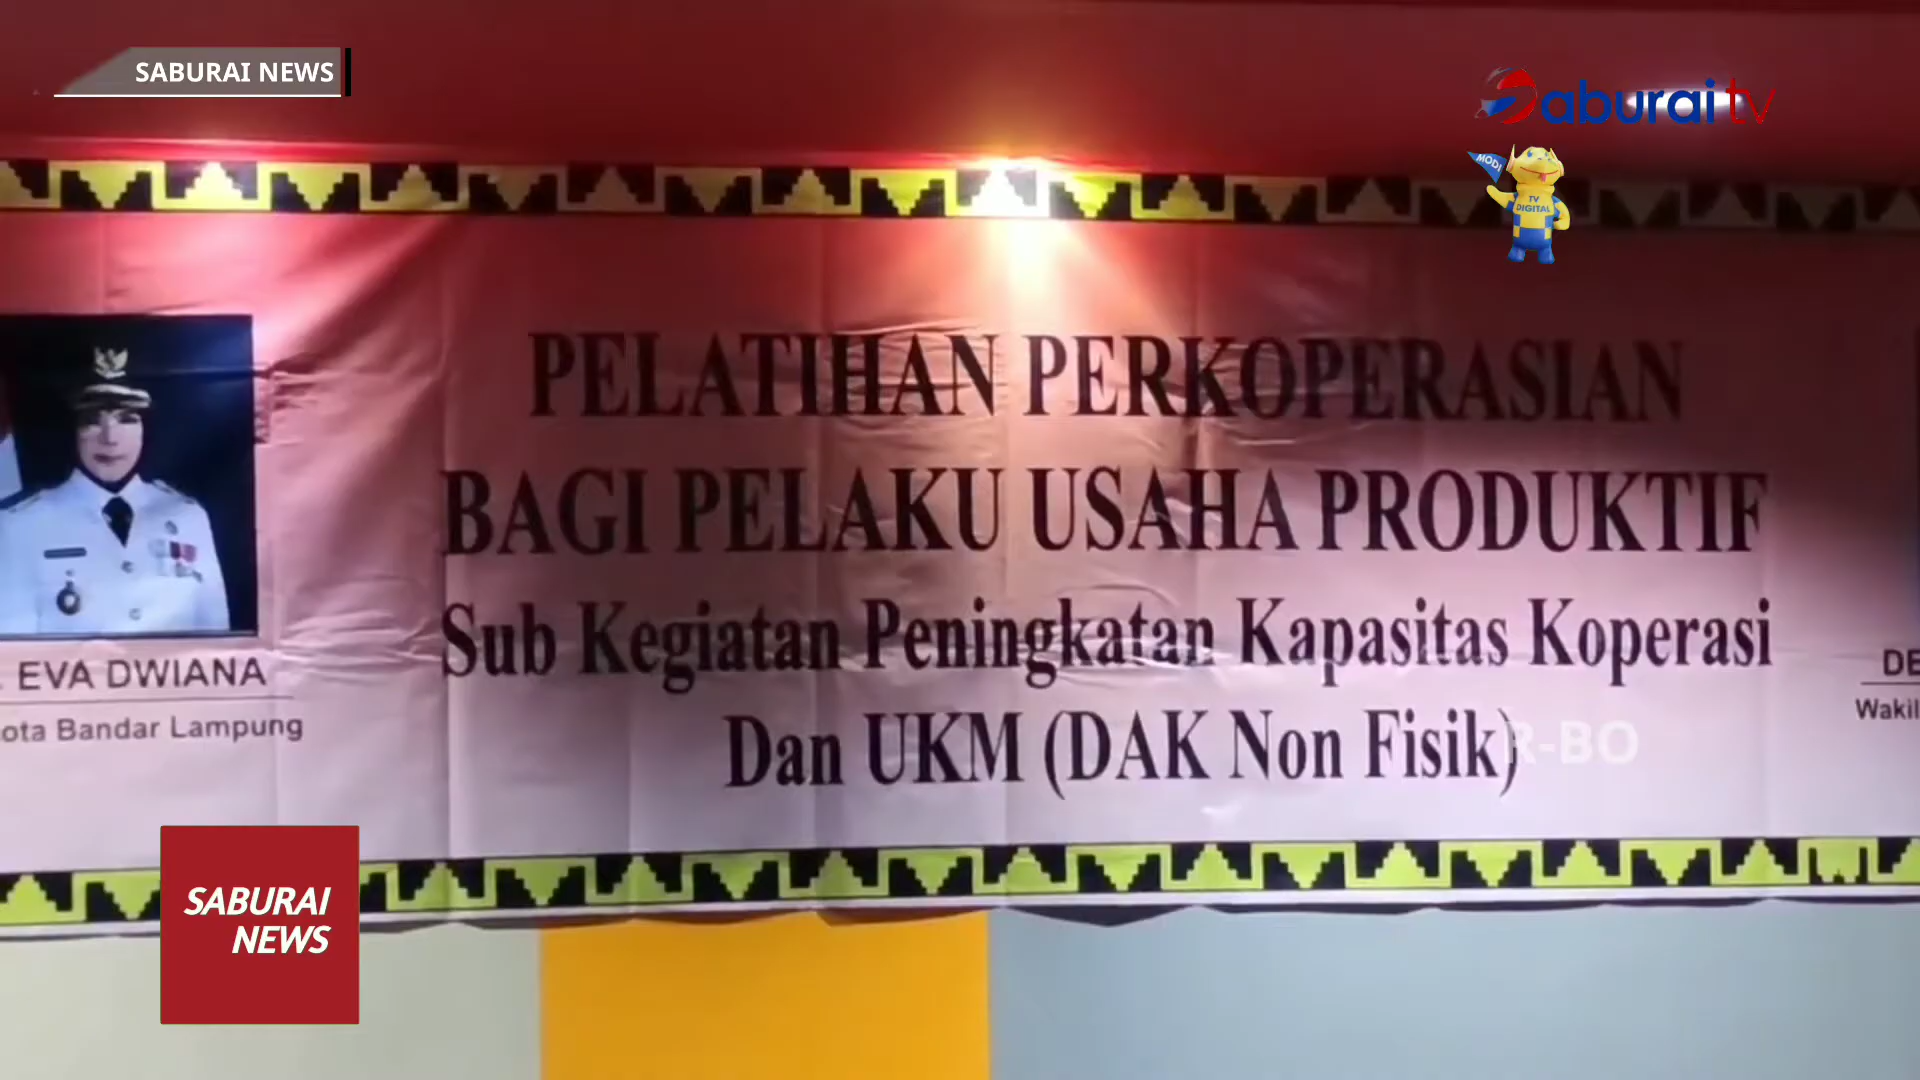 SABURAI NEWS
Saburai tv
MODI
TV
DIGITAL
PELATIHAN PERKOPERASIAN
BAGI PELAKU USAHA PRODUKTIF
Sub Kegiatan Peningkatan Kapasitas Koperasi
Dan UKM (DAK Non Fisik)
R-BO
. EVA DWIANA
ota Bandar Lampung
DE
Wakil
SABURAI
NEWS